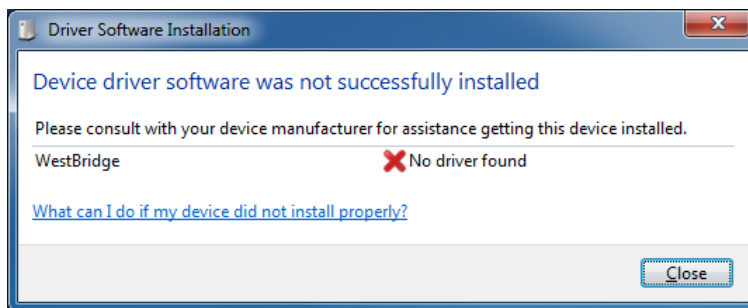 Driver Software Installation
Device driver software was not successfully installed
Please consult with your device manufacturer for assistance getting this device installed.
WestBridge No driver found
What can I do if my device did not install properly?
Close